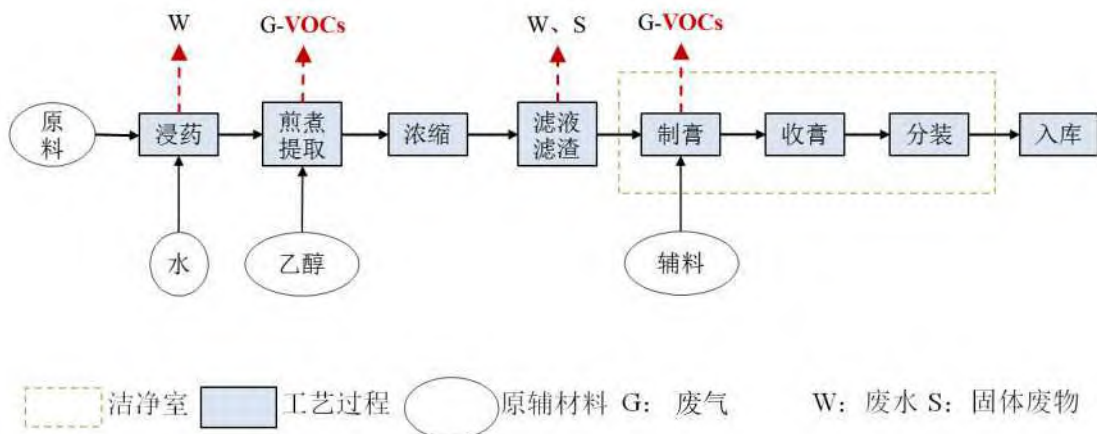 W
G-VOCs
W、S
G-VOCs
原料
浸药
煎煮提取
浓缩
滤液滤渣
制膏
收膏
分装
入库
水
乙醇
辅料
洁净室
工艺过程
原辅材料
G： 废气
W：废水
S：固体废物